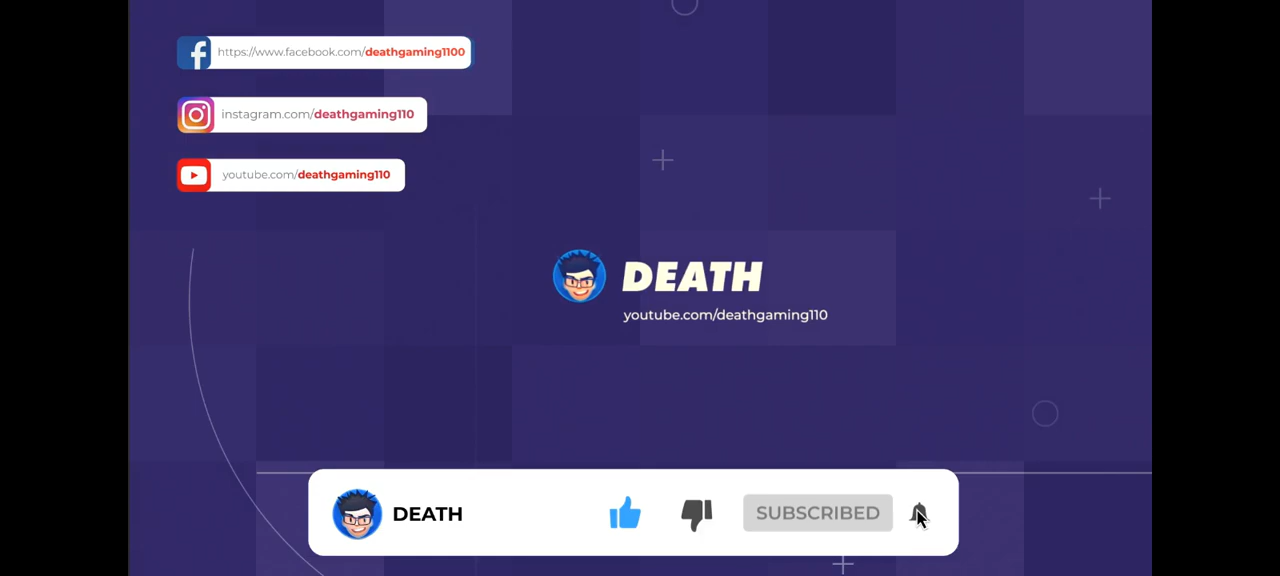 https://www.facebook.com/deathgaming1100
instagram.com/deathgaming110
youtube.com/deathgaming110
DEATH
youtube.com/deathgaming110
DEATH
SUBSCRIBED